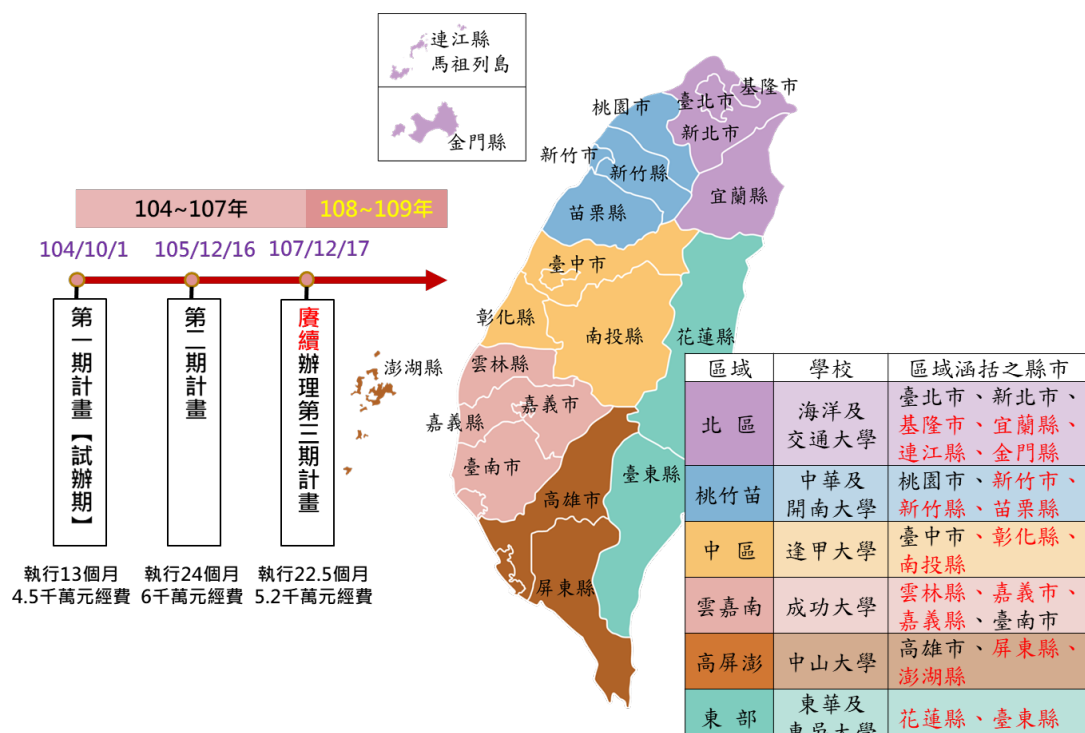 連江縣
馬祖列島
金門縣
104~107年
108~109年
104/10/1
105/12/16
107/12/17
第一期計畫【試辦期】
第二期計畫
賡續辦理第三期計畫
執行13個月
4.5千萬元經費
執行24個月
6千萬元經費
執行22.5個月
5.2千萬元經費
基隆市
臺北市
桃園市
新北市
新竹市
新竹縣
宜蘭縣
苗栗縣
臺中市
彰化縣
南投縣
花蓮縣
雲林縣
澎湖縣
嘉義市
嘉義縣
臺南市
臺東縣
高雄市
屏東縣
區域 學校 區域涵括之縣市
北區 海洋及 臺北市、新北市、
交通大學 基隆市、宜蘭縣、
連江縣、金門縣
桃竹苗 中華及 桃園市、新竹市、
開南大學 新竹縣、苗栗縣
中區 逢甲大學 臺中市、彰化縣、
南投縣
雲嘉南 成功大學 雲林縣、嘉義市、
嘉義縣、臺南市
高屏澎 中山大學 高雄市、屏東縣、
澎湖縣
東部 東華及 花蓮縣、臺東縣